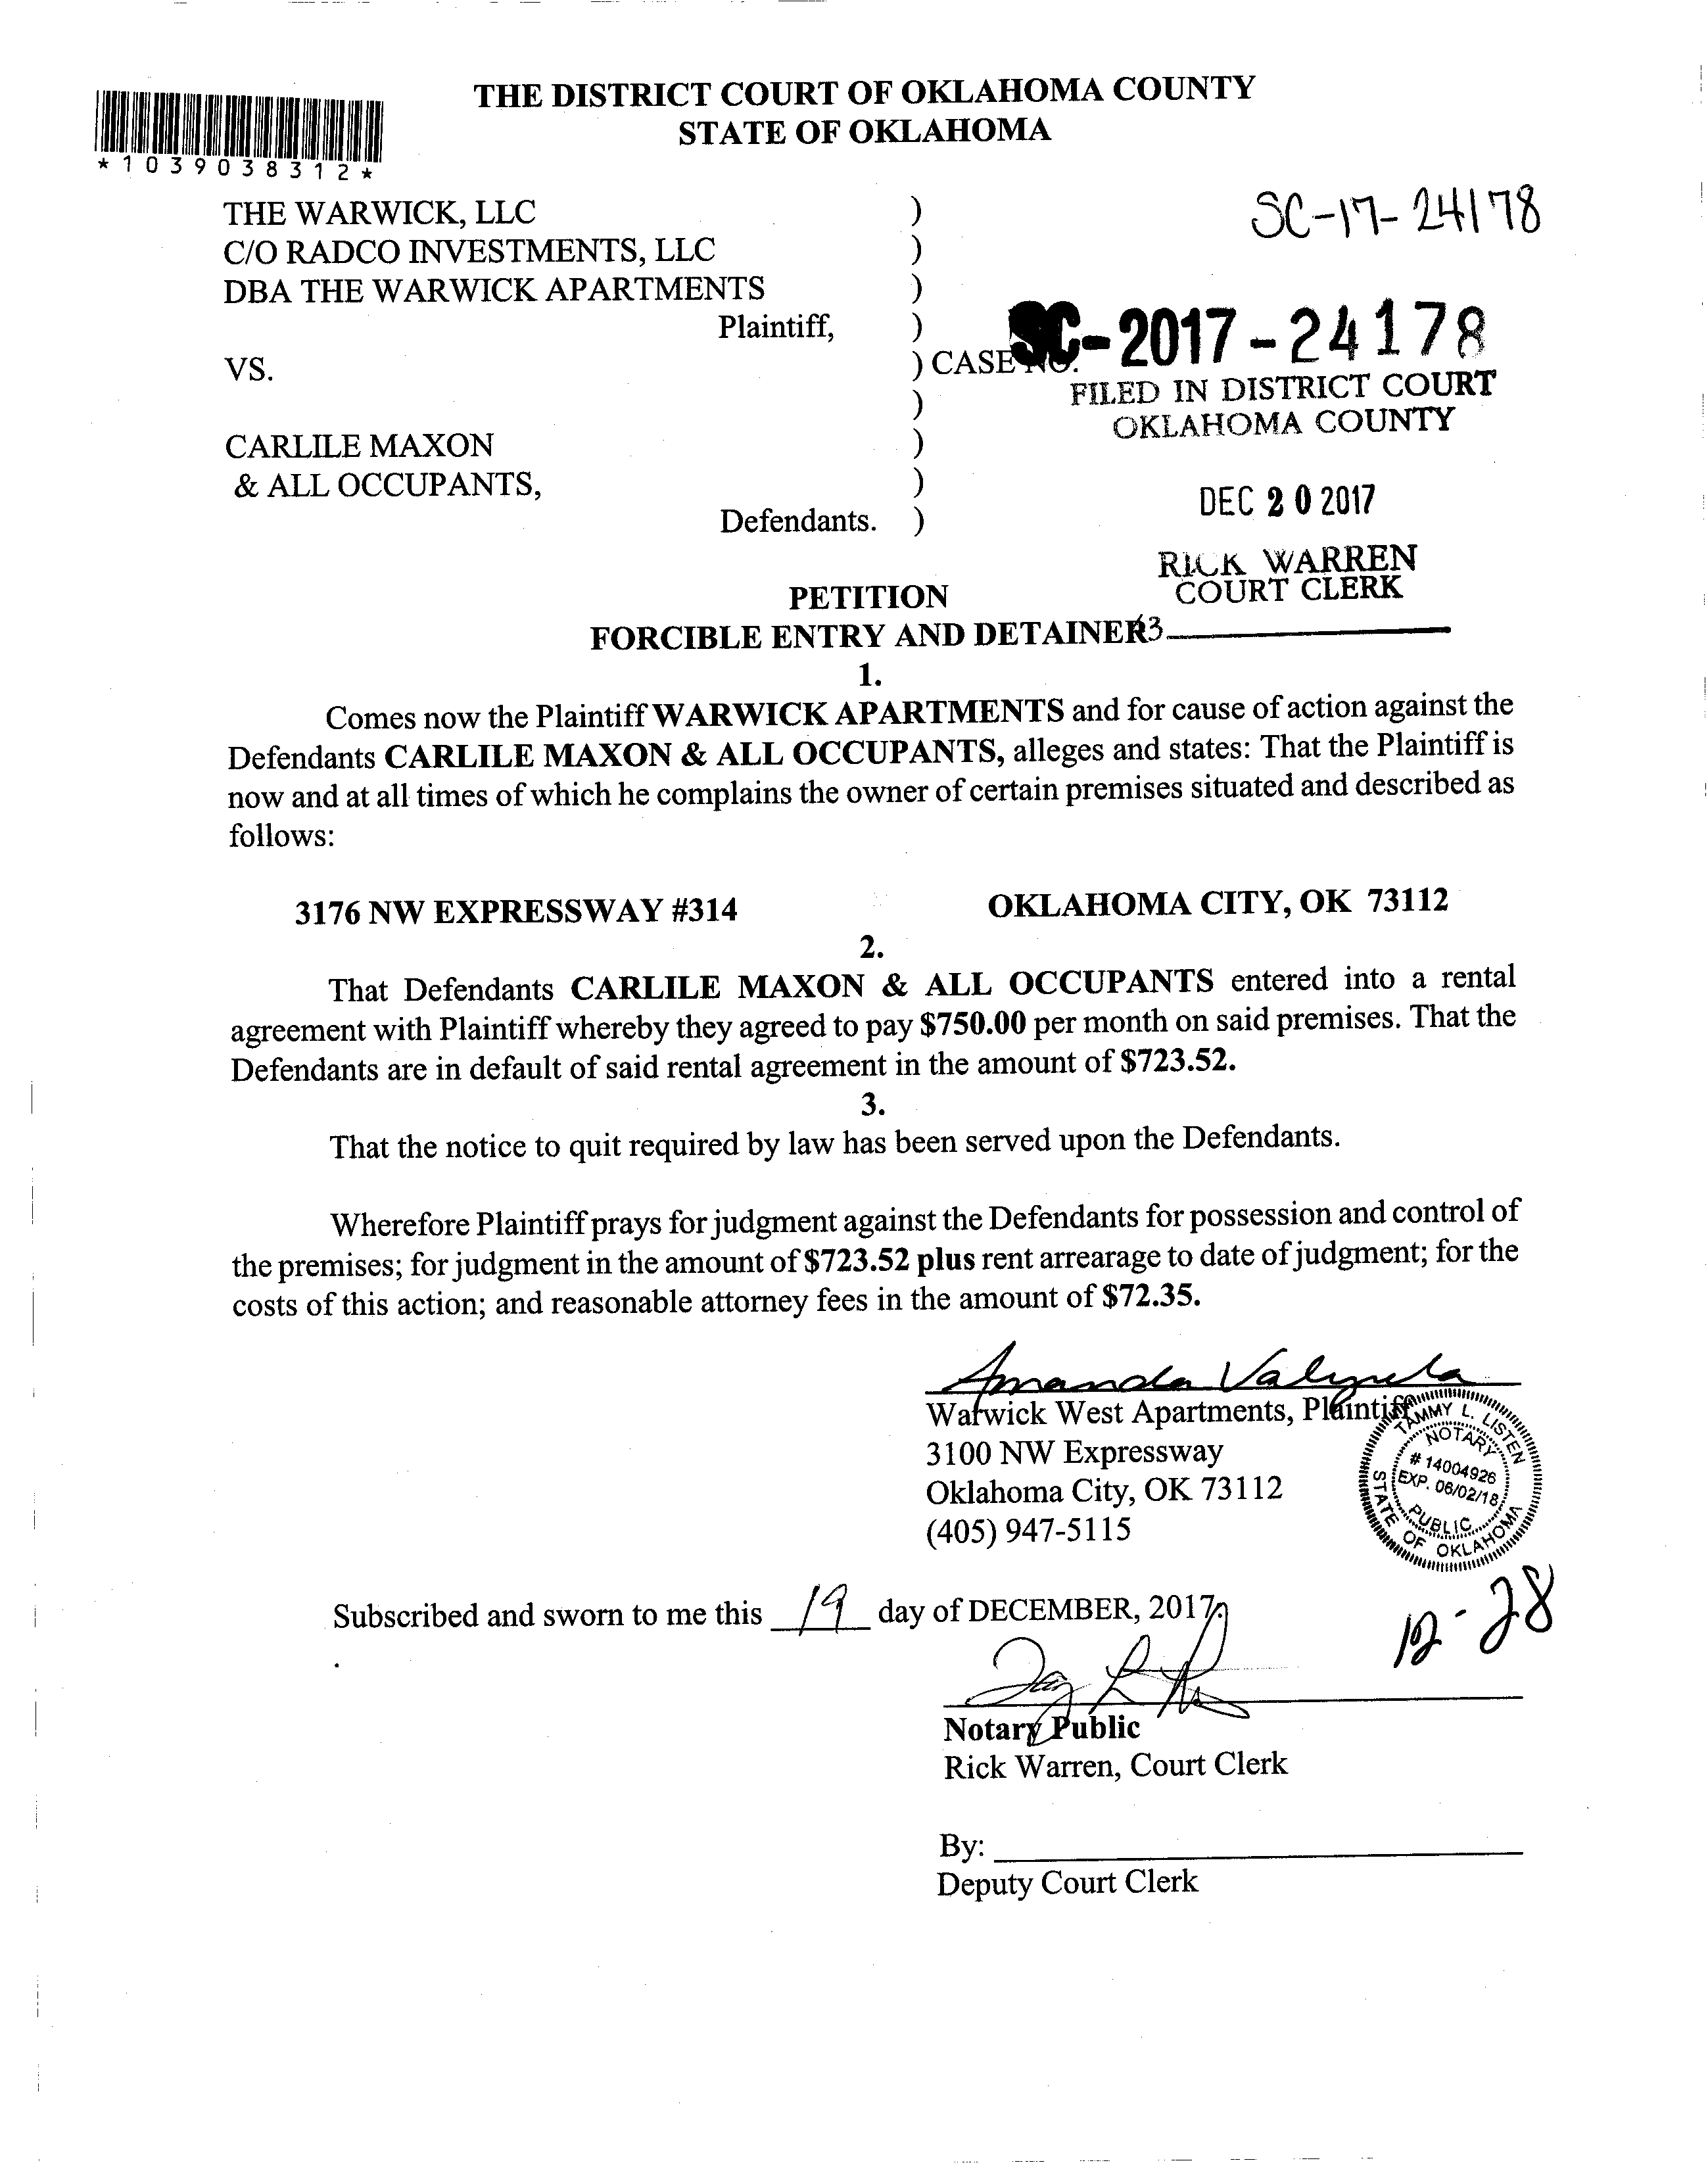 THE DISTRICT COURT OF OKLAHOMA COUNTY
STATE OF OKLAHOMA
*1039038312*
SC-17-24178
THE WARWICK, LLC )
C/O RADCO INVESTMENTS, LLC )
DBA THE WARWICK APARTMENTS )
Plaintiff, )
SC-2017-24178
VS. ) CASE NO.
)
FILED IN DISTRICT COURT
OKLAHOMA COUNTY
CARLILE MAXON )
& ALL OCCUPANTS, )
DEC 20 2017
Defendants. )
RICK WARREN
COURT CLERK
PETITION
FORCIBLE ENTRY AND DETAINER
1.
Comes now the Plaintiff WARWICK APARTMENTS and for cause of action against the
Defendants CARLILE MAXON & ALL OCCUPANTS, alleges and states: That the Plaintiff is
now and at all times of which he complains the owner of certain premises situated and described as
follows:
3176 NW EXPRESSWAY #314 OKLAHOMA CITY, OK 73112
2.
That Defendants CARLILE MAXON & ALL OCCUPANTS entered into a rental
agreement with Plaintiff whereby they agreed to pay $750.00 per month on said premises. That the
Defendants are in default of said rental agreement in the amount of $723.52.
3.
That the notice to quit required by law has been served upon the Defendants.
Wherefore Plaintiff prays for judgment against the Defendants for possession and control of
the premises; for judgment in the amount of $723.52 plus rent arrearage to date of judgment; for the
costs of this action; and reasonable attorney fees in the amount of $72.35.
Amanda
Warwick West Apartments, Plaintiff
3100 NW Expressway
Oklahoma City, OK 73112
(405) 947-5115
TAMMY L. LISTEN
NOTARY
# 14004926
EXP. 06/02/18
PUBLIC
STATE OF OKLAHOMA
Subscribed and sworn to me this 19 day of DECEMBER, 2017.
12-28
Notary Public
Rick Warren, Court Clerk
By:
Deputy Court Clerk